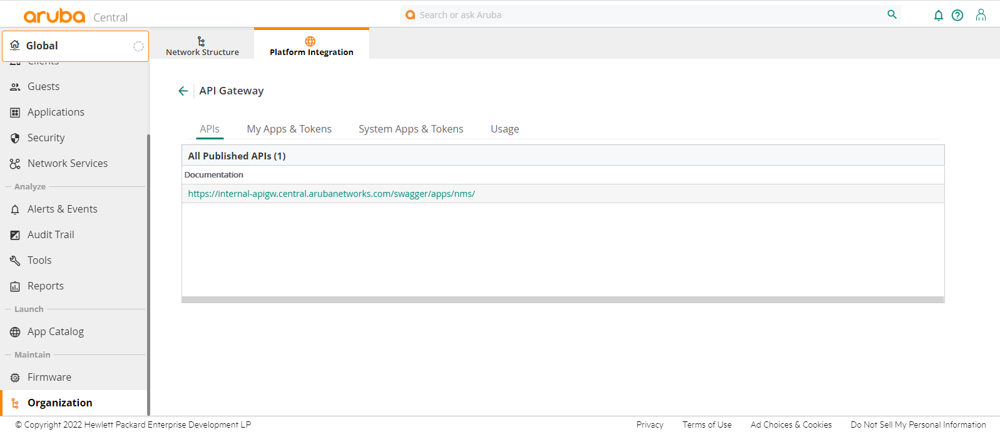 aruba Central
Search or ask Aruba
Global
Network Structure
Platform Integration
Clients
Guests
Applications
Security
Network Services
Analyze
Alerts & Events
Audit Trail
Tools
Reports
Launch
App Catalog
Maintain
Firmware
Organization
API Gateway
APIs My Apps & Tokens System Apps & Tokens Usage
All Published APIs (1)
Documentation
https://internal-apigw.central.arubanetworks.com/swagger/apps/nms/
© Copyright 2022 Hewlett Packard Enterprise Development LP
Privacy Terms of Use Ad Choices & Cookies Do Not Sell My Personal Information